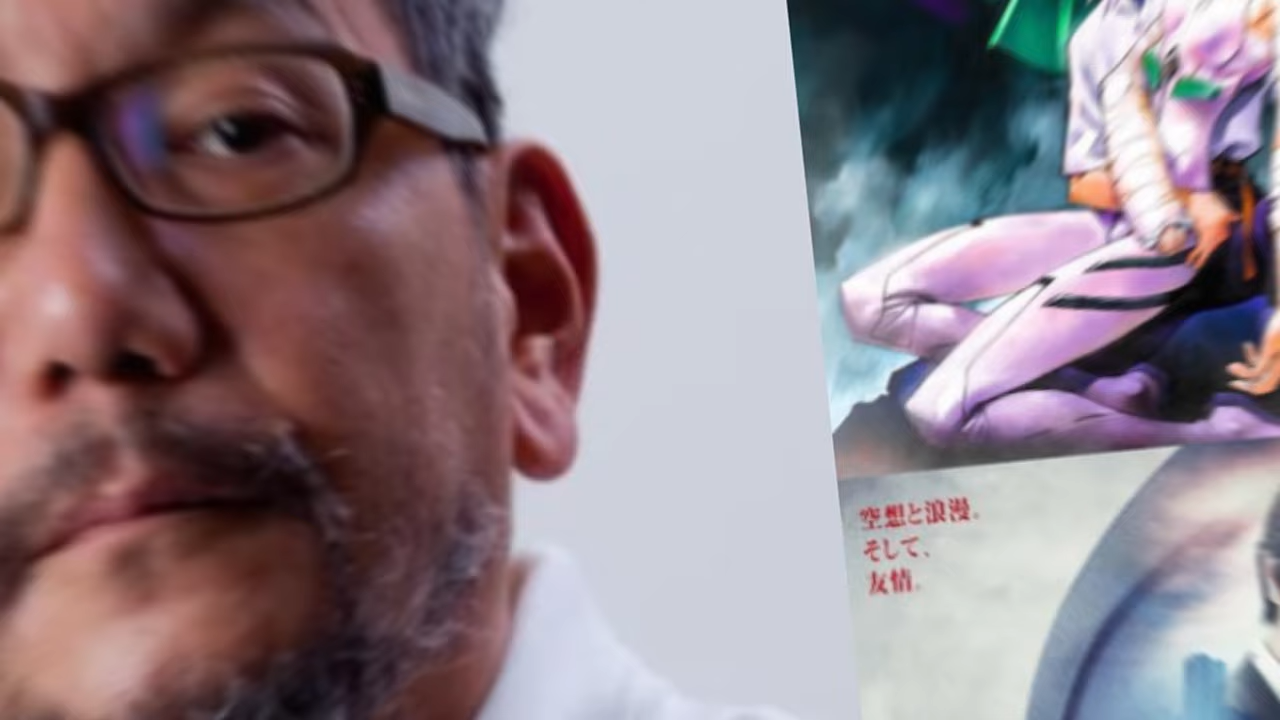 空想と浪漫。
そして、
友情。